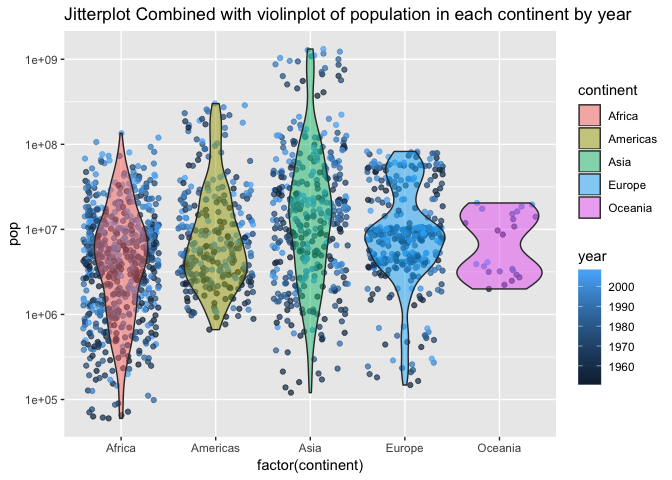 Jitterplot Combined with violinplot of population in each continent by year
pop
1e+09
1e+08
1e+07
1e+06
1e+05
Africa
Americas
Asia
Europe
Oceania
factor(continent)
continent
Africa
Americas
Asia
Europe
Oceania
year
2000
1990
1980
1970
1960